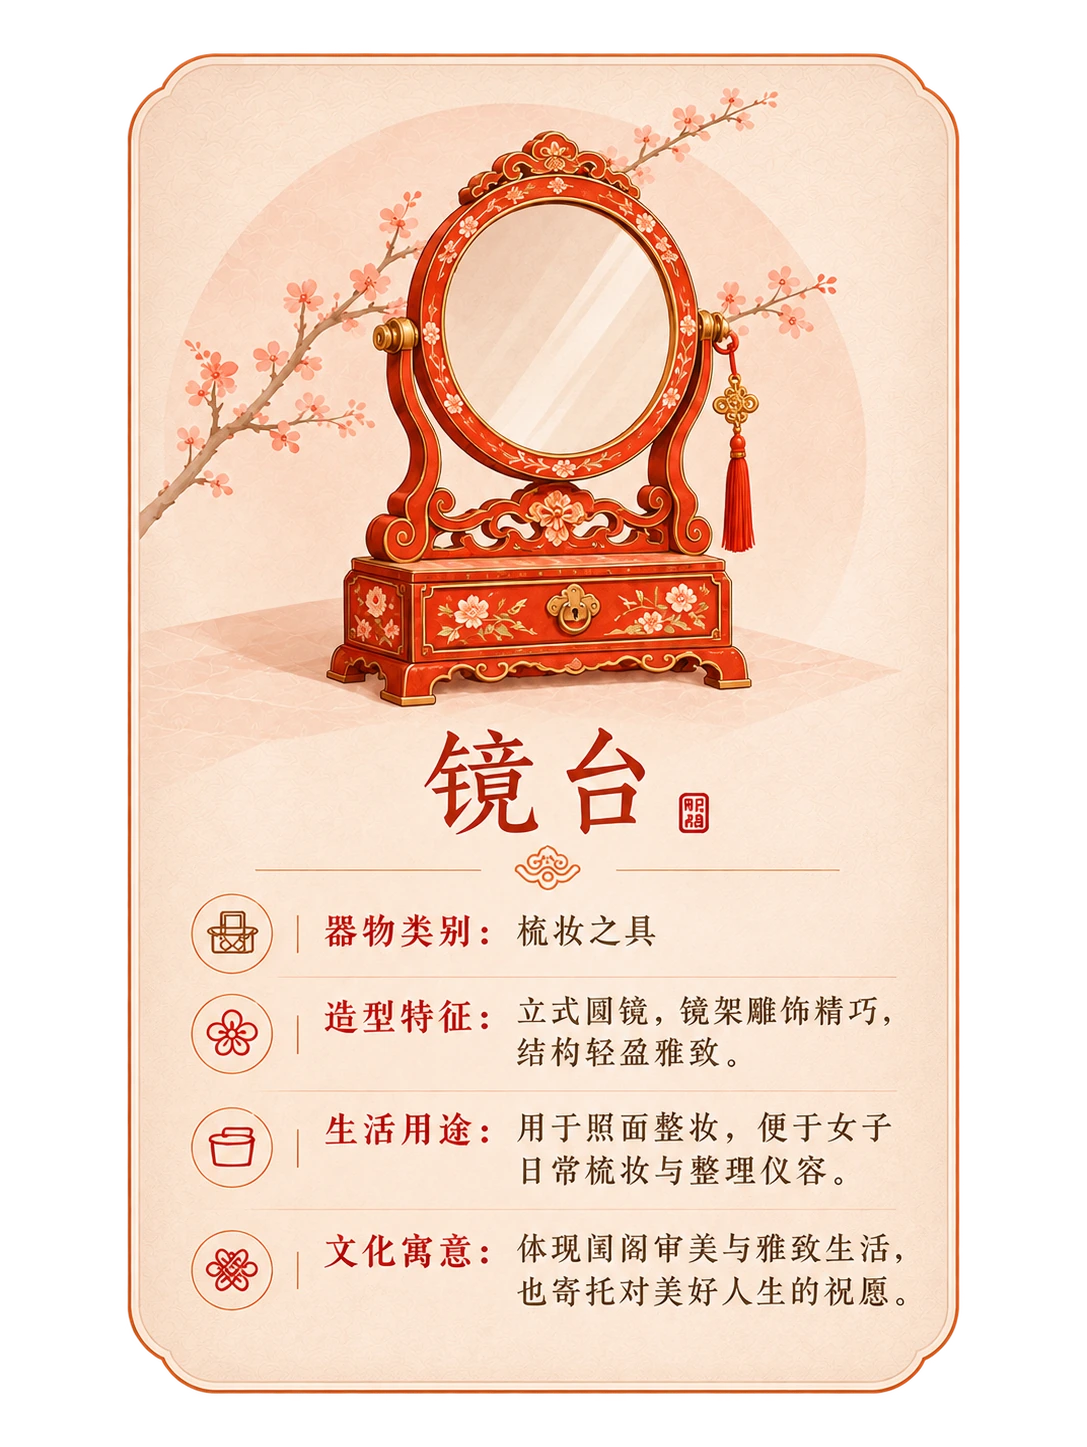 镜台
器物类别：梳妆之具
造型特征：立式圆镜，镜架雕饰精巧，
结构轻盈雅致。
生活用途：用于照面整妆，便于女子
日常梳妆与整理仪容。
文化寓意：体现闺阁审美与雅致生活，
也寄托对美好人生的祝愿。